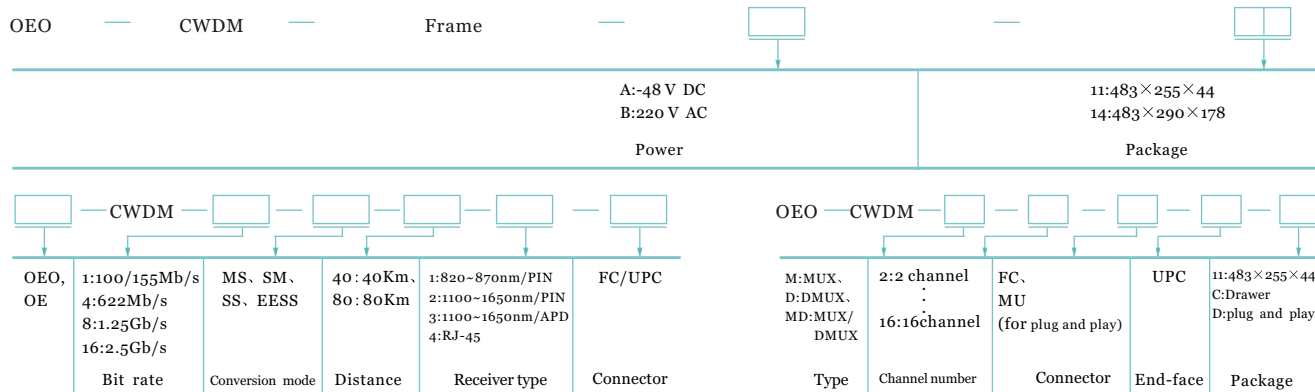 OEO — CWDM — Frame — —
A:-48 V DC
B:220 V AC
Power
11:483×255×44
14:483×290×178
Package
— CWDM — — — — —
OEO,
OE
1:100/155Mb/s
4:622Mb/s
8:1.25Gb/s
16:2.5Gb/s
Bit rate
MS、SM、
SS、EESS
Conversion mode
40:40Km、
80:80Km
Distance
1:820~870nm/PIN
2:1100~1650nm/PIN
3:1100~1650nm/APD
4:RJ-45
Receiver type
FC/UPC
Connector
OEO — CWDM — — — — —
M:MUX、
D:DMUX、
MD:MUX/
DMUX
Type
2:2 channel
:
16:16channel
Channel number
FC、
MU
(for plug and play)
Connector
UPC
End-face
11:483×255×44
C:Drawer
D:plug and play
Package